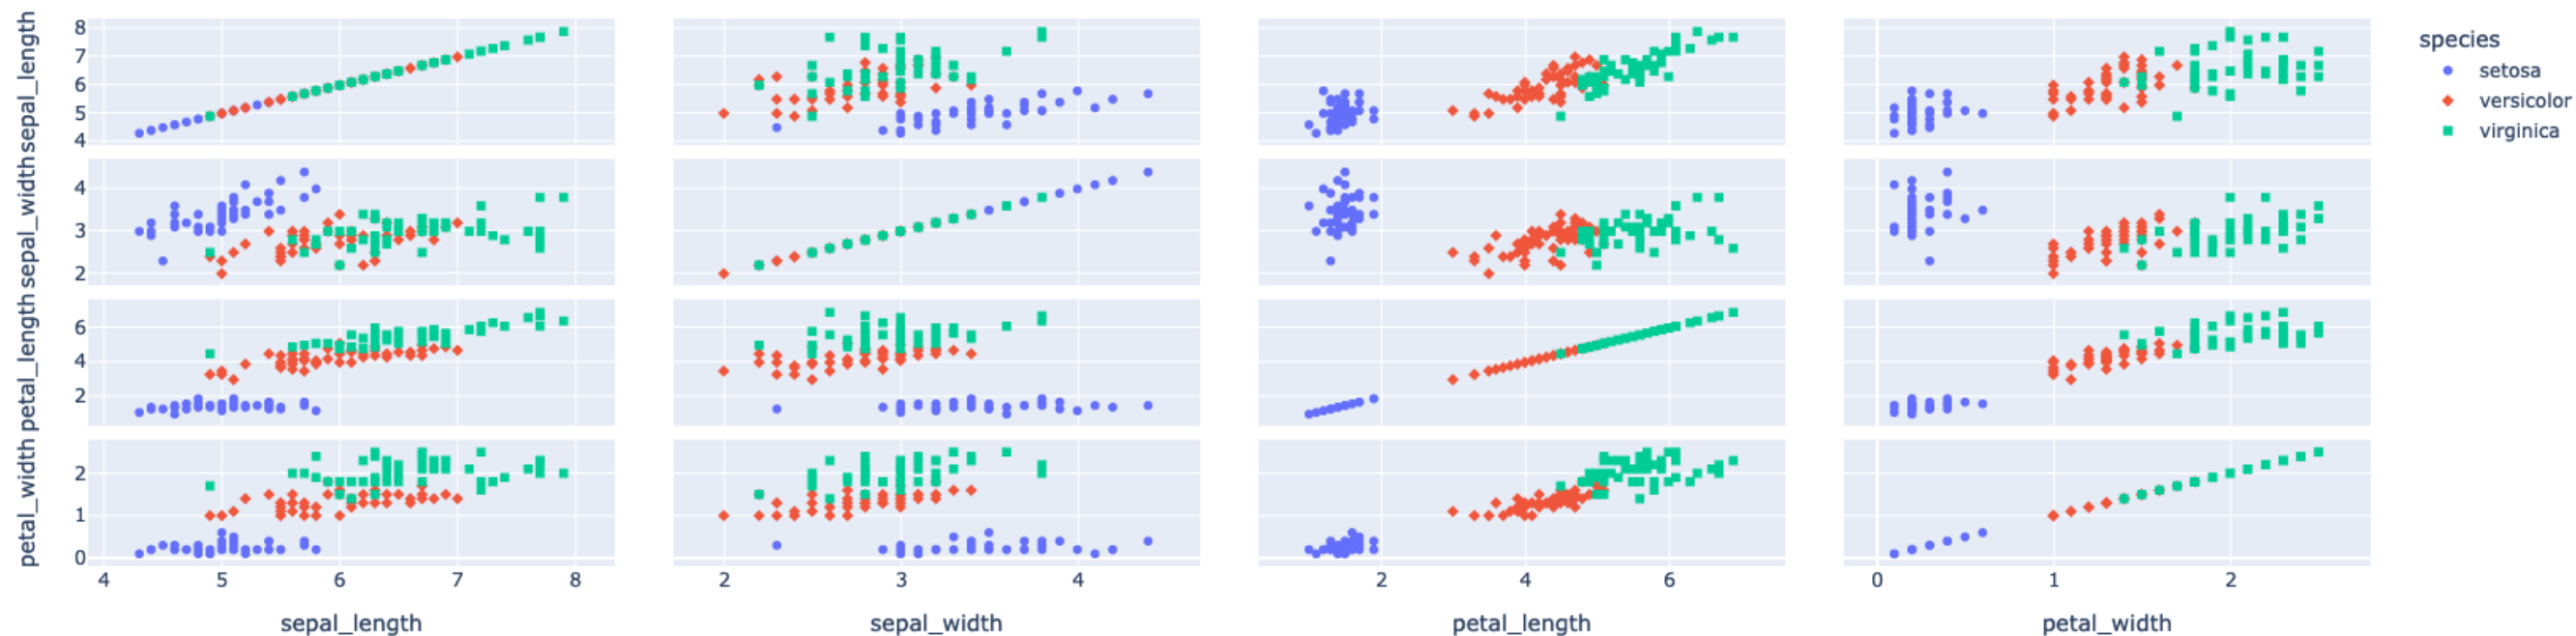 sepal_length
8
7
6
5
4
sepal_width
4
3
2
petal_length
6
4
2
petal_width
2
1
0
4 5 6 7 8
2 3 4
2 4 6
0 1 2
sepal_length sepal_width petal_length petal_width
species
setosa
versicolor
virginica